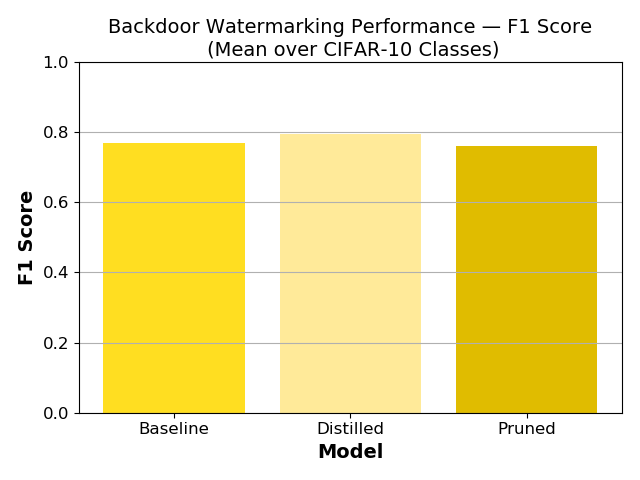 Backdoor Watermarking Performance — F1 Score
(Mean over CIFAR-10 Classes)
1.0
0.8
0.6
0.4
0.2
0.0
F1 Score
Baseline
Distilled
Pruned
Model